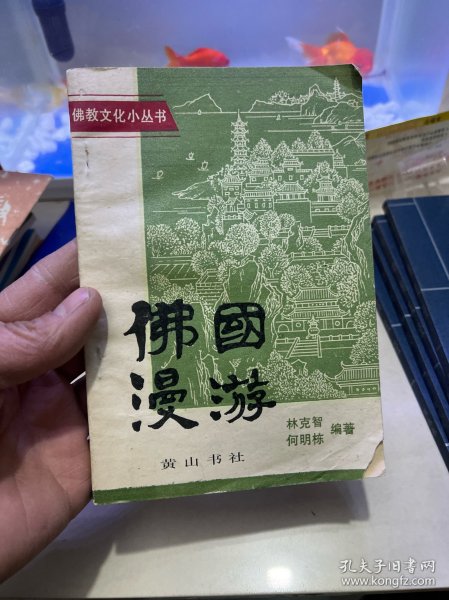 佛教文化小丛书
佛國
漫游
林克智
何明栋
编著
黄山书社
孔夫子旧书网
www.kongfz.com